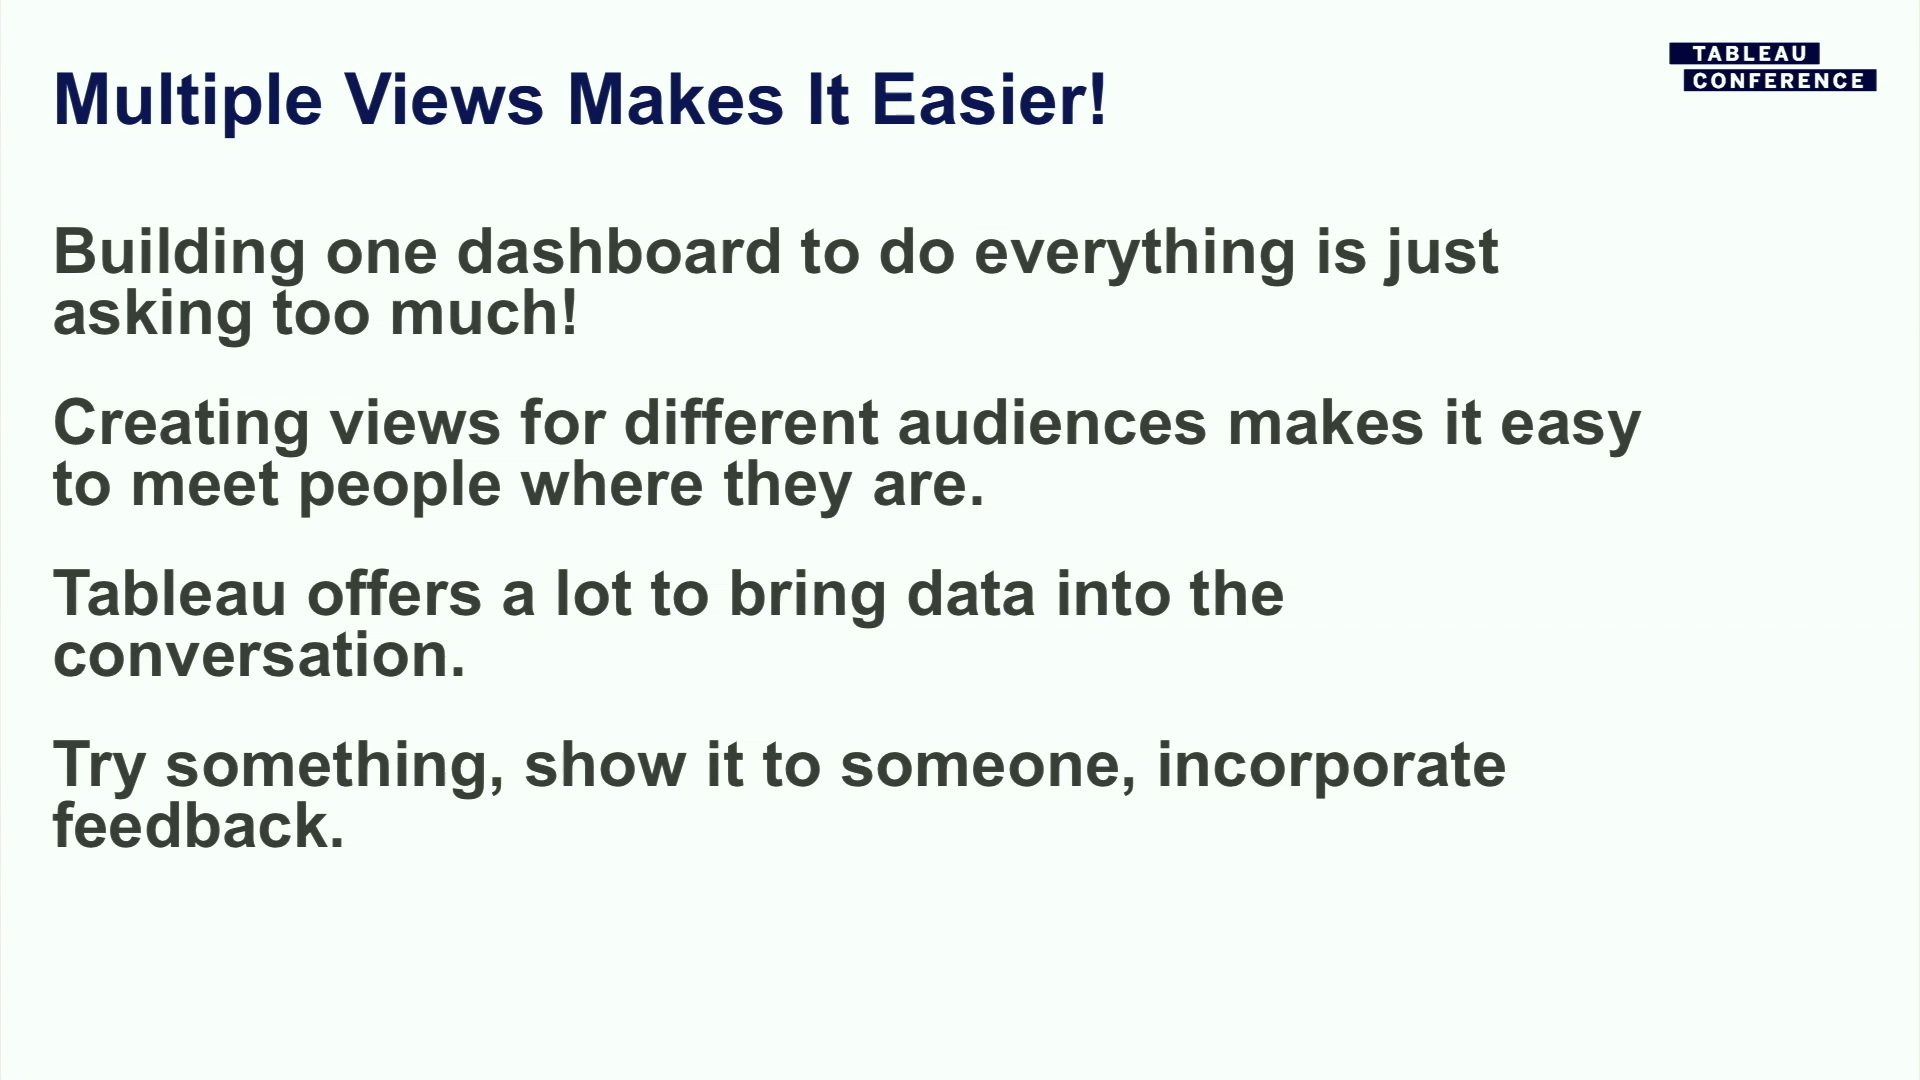 Multiple Views Makes It Easier!
TABLEAU
CONFERENCE
Building one dashboard to do everything is just
asking too much!
Creating views for different audiences makes it easy
to meet people where they are.
Tableau offers a lot to bring data into the
conversation.
Try something, show it to someone, incorporate
feedback.